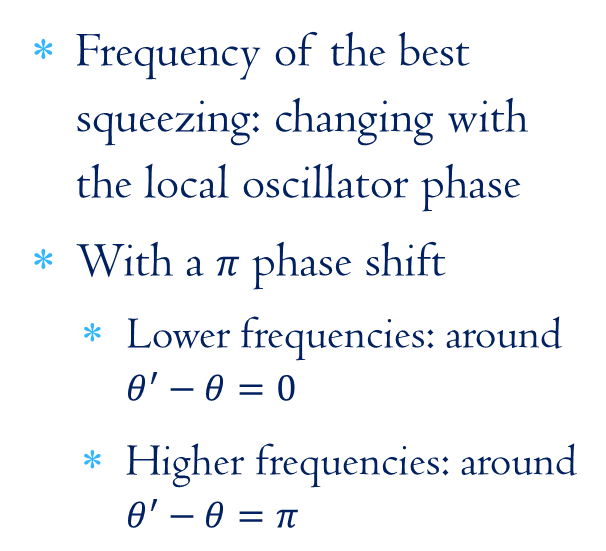 * Frequency of the best
squeezing: changing with
the local oscillator phase
* With a π phase shift
* Lower frequencies: around
θ′ − θ = 0
* Higher frequencies: around
θ′ − θ = π